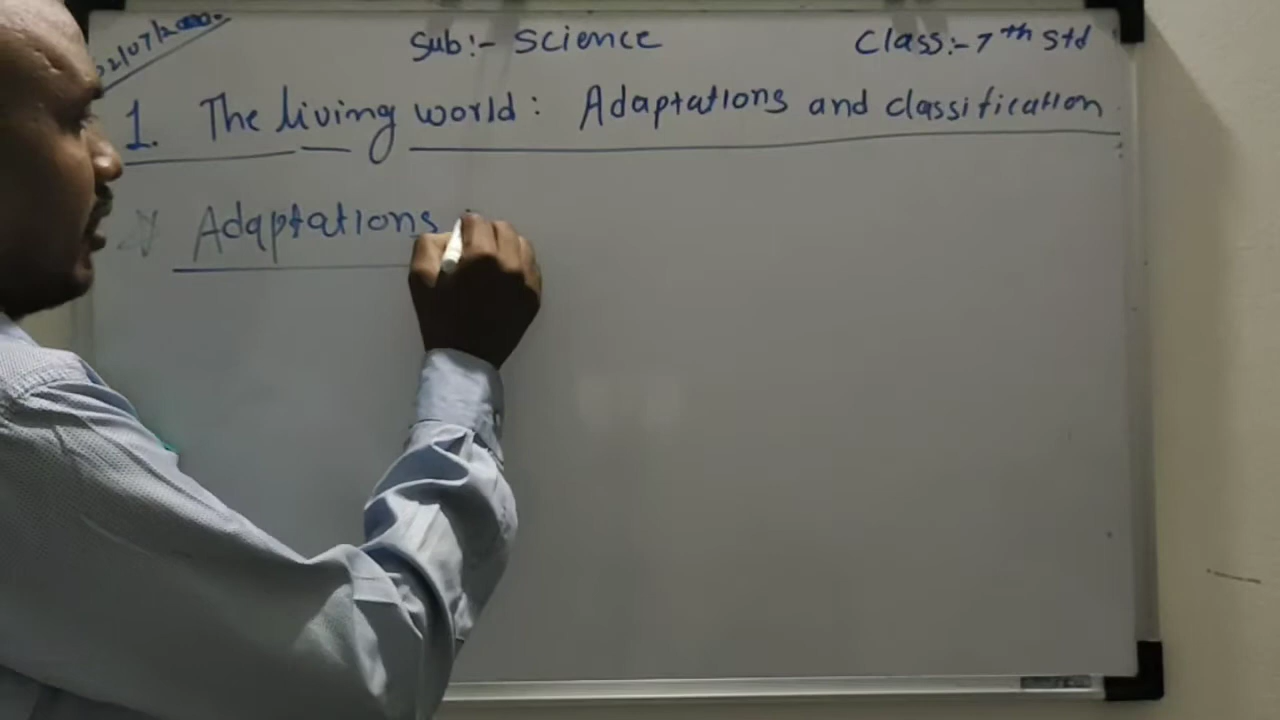 Sub:- Science
Class:- 7th Std
1. The living world: Adaptations and classification
Adaptations